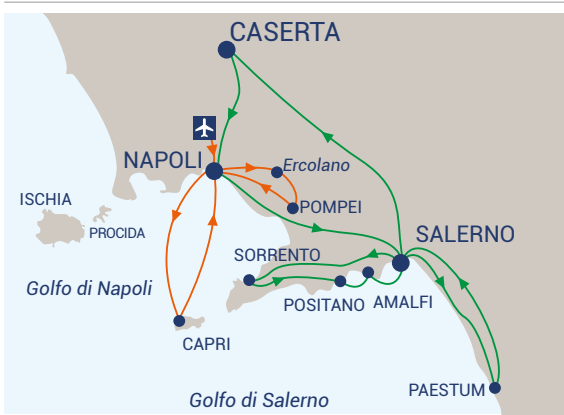 CASERTA
NAPOLI
Ercolano
POMPEI
ISCHIA
PROCIDA
SALERNO
SORRENTO
Golfo di Napoli
POSITANO
AMALFI
CAPRI
PAESTUM
Golfo di Salerno